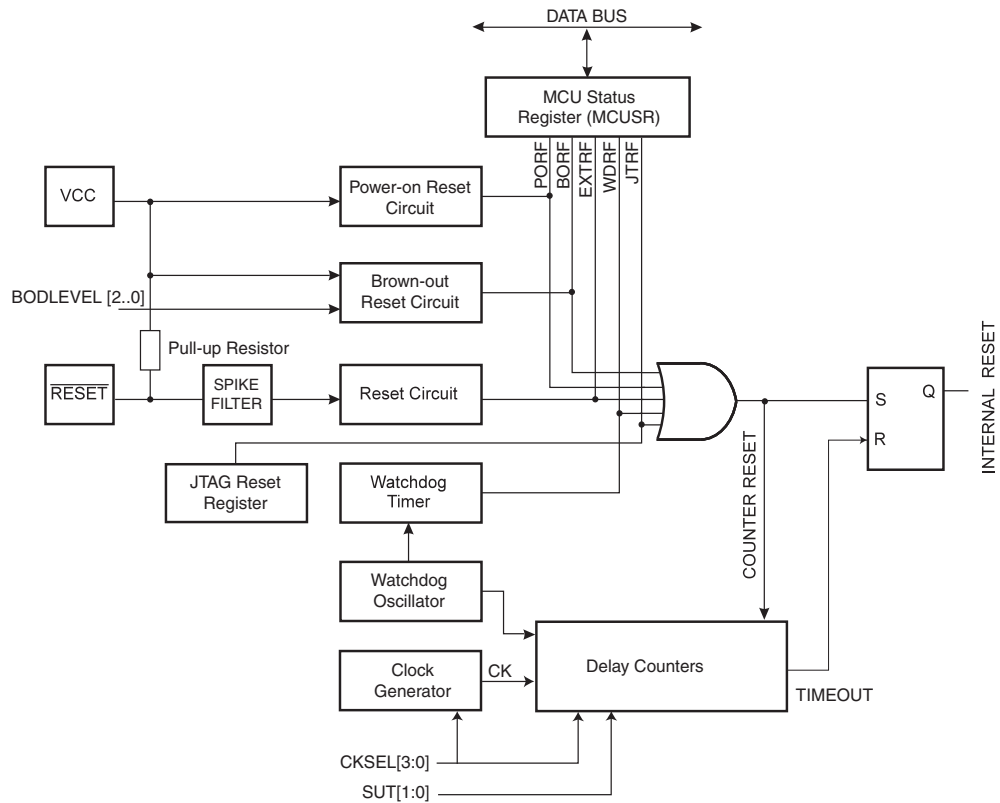 DATA BUS
MCU Status
Register (MCUSR)
PORF
BORF
EXTRF
WDRF
JTRF
VCC
Power-on Reset
Circuit
Brown-out
Reset Circuit
BODLEVEL [2..0]
Pull-up Resistor
RESET
SPIKE
FILTER
Reset Circuit
S
Q
R
INTERNAL RESET
JTAG Reset
Register
Watchdog
Timer
COUNTER RESET
Watchdog
Oscillator
Clock
Generator
CK
Delay Counters
TIMEOUT
CKSEL[3:0]
SUT[1:0]